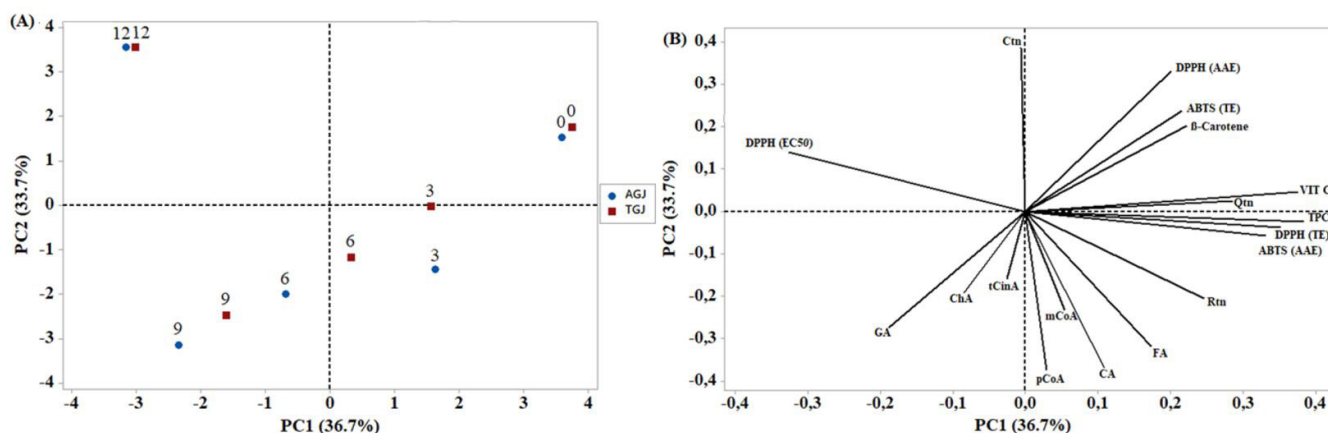 (A)
4
3
2
1
0
-1
-2
-3
-4
PC2 (33.7%)
1212
0
0
3
6
3
6
9
9
-4
-3
-2
-1
0
1
2
3
4
PC1 (36.7%)
AGJ
TGJ
(B)
0,4
0,3
0,2
0,1
0,0
-0,1
-0,2
-0,3
-0,4
PC2 (33.7%)
Ctn
DPPH (AAE)
ABTS (TE)
ß-Carotene
DPPH (EC50)
VIT C
Qtn
TPC
DPPH (TE)
ABTS (AAE)
Rtn
tCinA
ChA
mCoA
GA
FA
CA
pCoA
-0,4
-0,3
-0,2
-0,1
0,0
0,1
0,2
0,3
0,4
PC1 (36.7%)